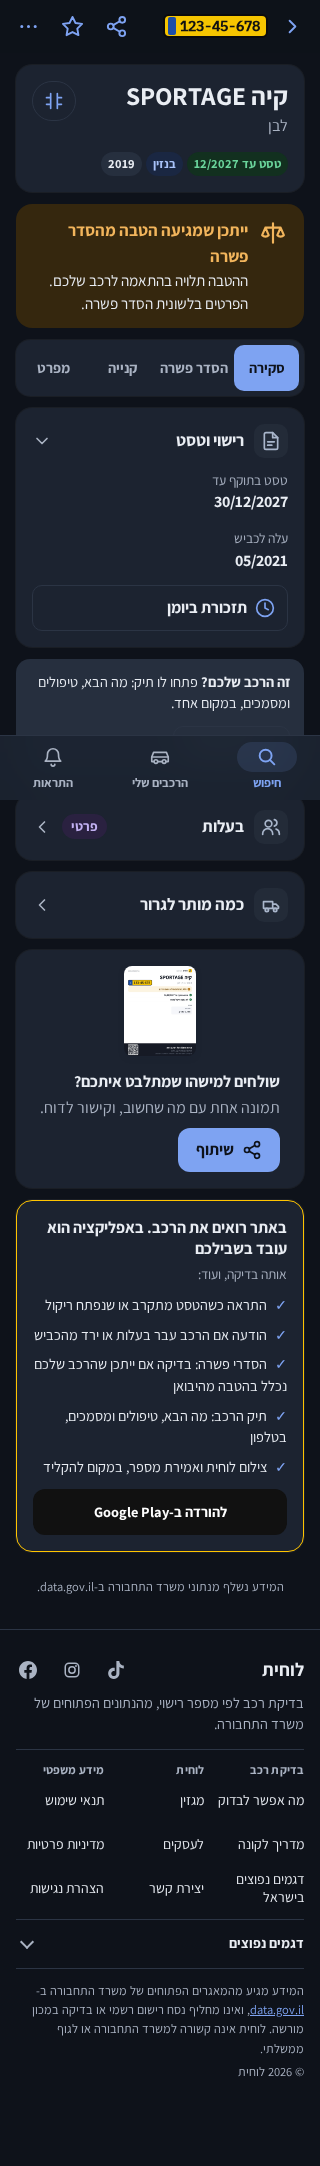 123-45-678
קיה SPORTAGE
לבן
טסט עד 12/2027
בנזין
2019
ייתכן שמגיעה הטבה מהסדר
פשרה
ההטבה תלויה בהתאמה לרכב שלכם.
הפרטים בלשונית הסדר פשרה.
סקירה
הסדר פשרה
קנייה
מפרט
רישוי וטסט
טסט בתוקף עד
30/12/2027
עלה לכביש
05/2021
תזכורת ביומן
זה הרכב שלכם? פתחו לו תיק: מה הבא, טיפולים
ומסמכים, במקום אחד.
חיפוש
הרכבים שלי
התראות
בעלות
פרטי
כמה מותר לגרור
קיה SPORTAGE
שולחים למישהו שמתלבט איתכם?
תמונה אחת עם מה שחשוב, וקישור לדוח.
שיתוף
באתר רואים את הרכב. באפליקציה הוא
עובד בשבילכם
אותה בדיקה, ועוד:
✓ התראה כשהטסט מתקרב או שנפתח ריקול
✓ הודעה אם הרכב עבר בעלות או ירד מהכביש
✓ הסדרי פשרה: בדיקה אם ייתכן שהרכב שלכם
נכלל בהטבה מהיבואן
✓ תיק הרכב: מה הבא, טיפולים ומסמכים,
בטלפון
✓ צילום לוחית ואמירת מספר, במקום להקליד
להורדה ב-Google Play
המידע נשלף מנתוני משרד התחבורה ב-data.gov.il.
לוחית
בדיקת רכב לפי מספר רישוי, מהנתונים הפתוחים של
משרד התחבורה.
בדיקת רכב
מה אפשר לבדוק
מדריך לקונה
דגמים נפוצים
בישראל
לוחית
מגזין
לעסקים
יצירת קשר
מידע משפטי
תנאי שימוש
מדיניות פרטיות
הצהרת נגישות
דגמים נפוצים
המידע מגיע מהמאגרים הפתוחים של משרד התחבורה ב-
data.gov.il, ואינו מחליף נסח רישום רשמי או בדיקה במכון
מורשה. לוחית אינה קשורה למשרד התחבורה או לגוף
ממשלתי.
© 2026 לוחית